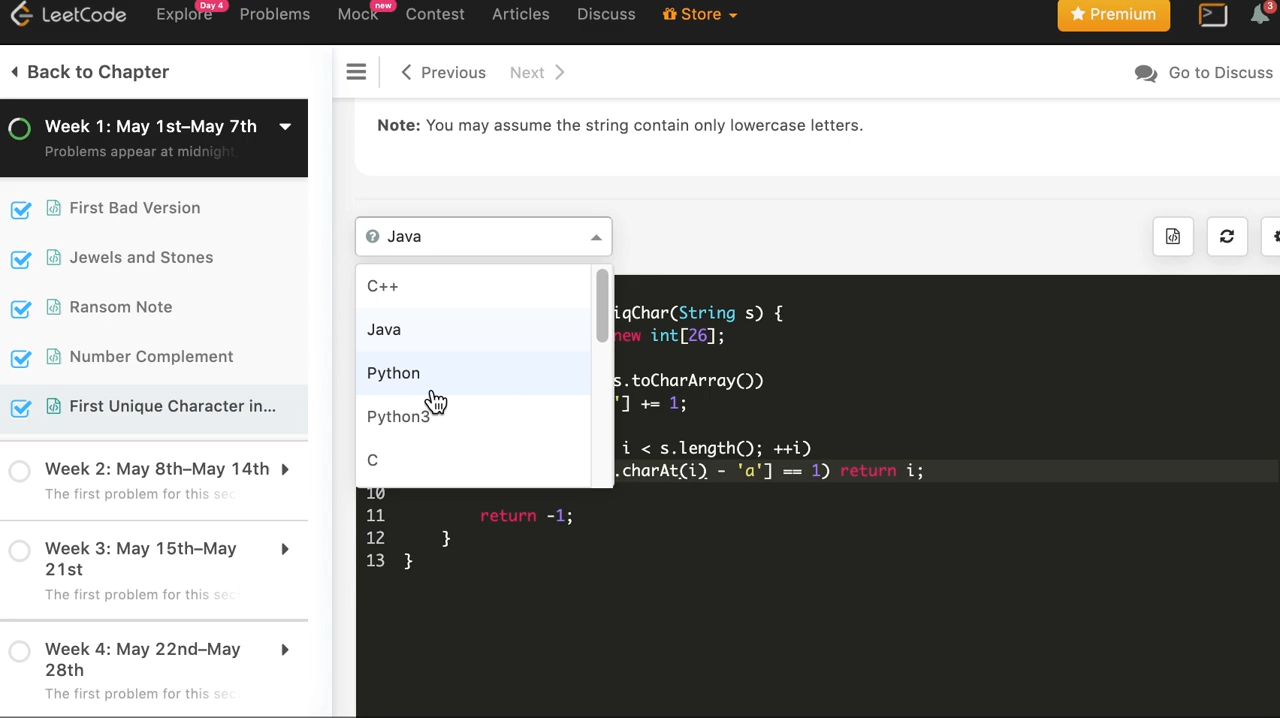 LeetCode
Explore
Day 4
Problems
Mock
new
Contest
Articles
Discuss
Store
Premium
3
Back to Chapter
Previous
Next
Go to Discuss
Week 1: May 1st–May 7th
Problems appear at midnight
Note: You may assume the string contain only lowercase letters.
First Bad Version
Jewels and Stones
Ransom Note
Number Complement
First Unique Character in...
Week 2: May 8th–May 14th
The first problem for this sec
Week 3: May 15th–May
21st
The first problem for this sec
Week 4: May 22nd–May
28th
The first problem for this sec
Java
C++
Java
Python
Python3
C
iqChar(String s) {
new int[26];
s.toCharArray())
'] += 1;
i < s.length(); ++i)
.charAt(i) - 'a'] == 1) return i;
10
11 return -1;
12 }
13 }